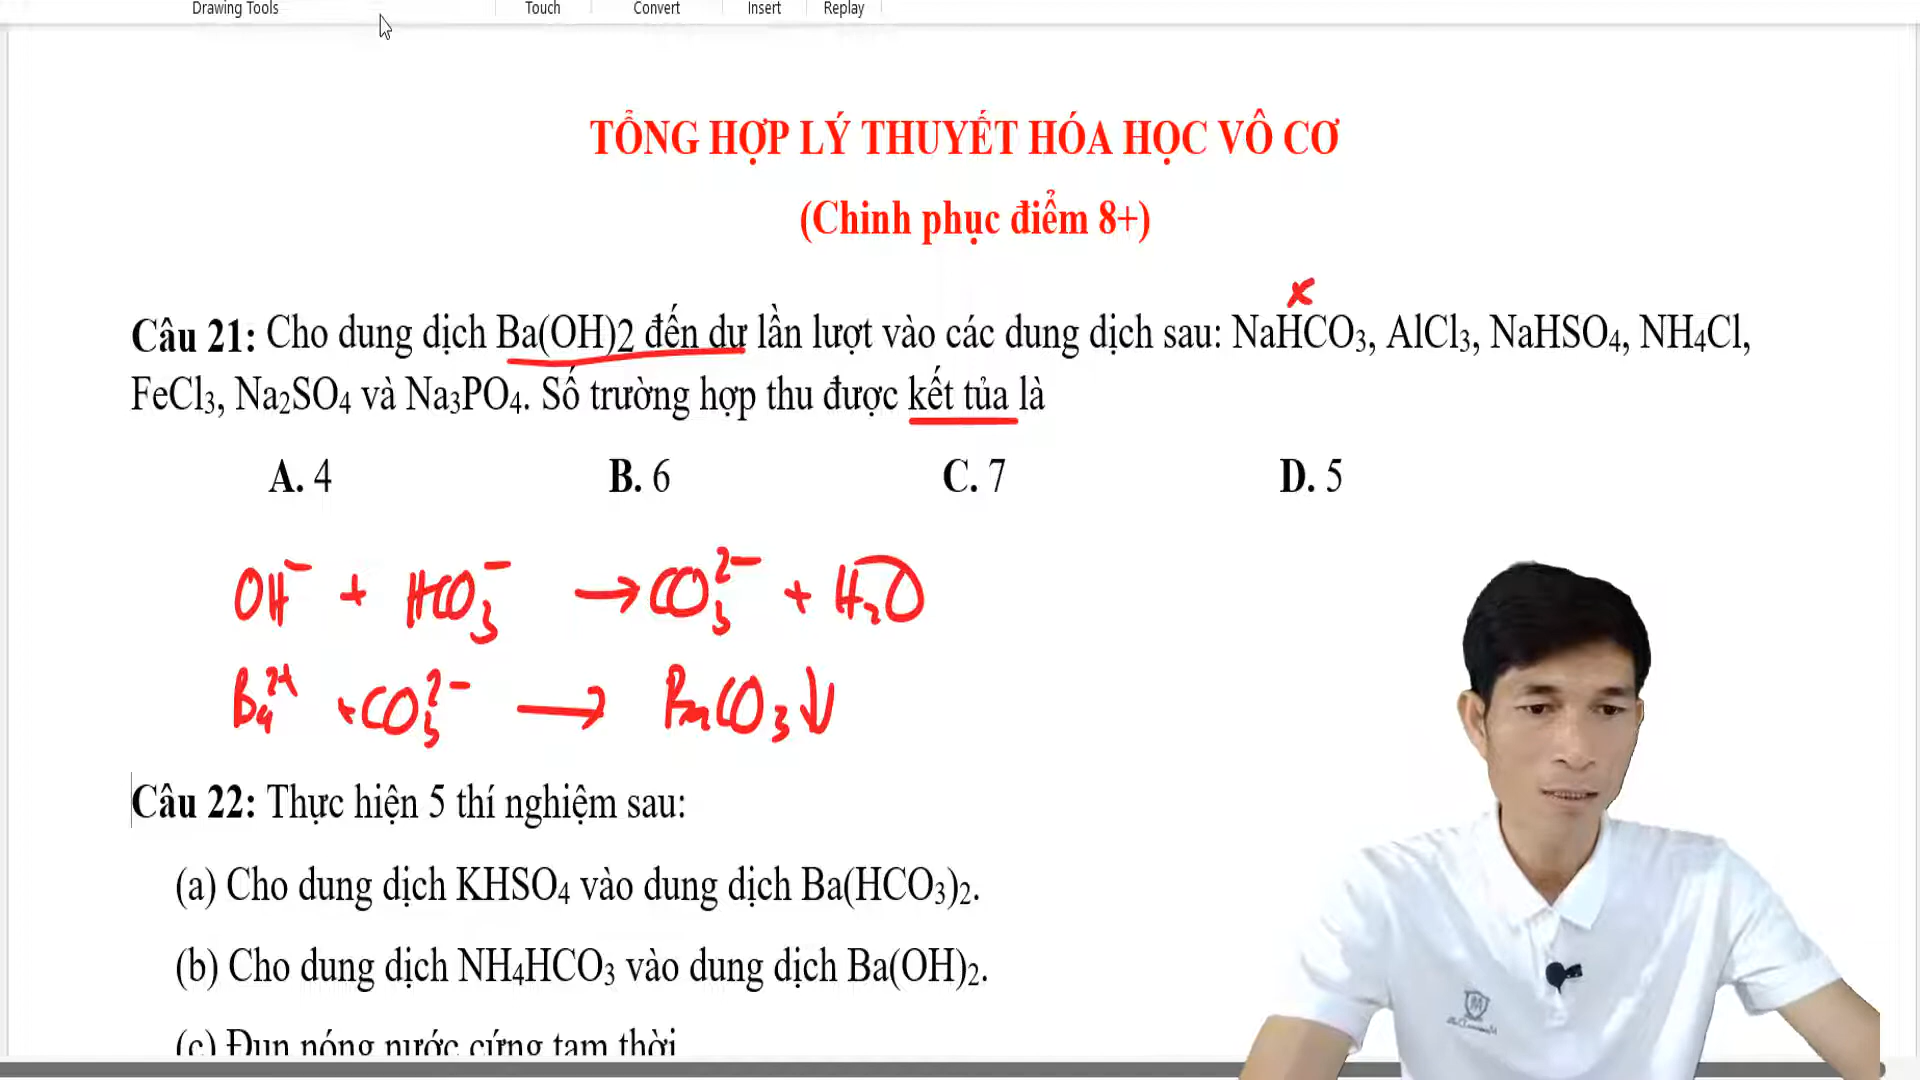 Drawing Tools Touch Convert Insert Replay
TỔNG HỢP LÝ THUYẾT HÓA HỌC VÔ CƠ
(Chinh phục điểm 8+)
x
Câu 21: Cho dung dịch Ba(OH)2 đến dư lần lượt vào các dung dịch sau: NaHCO₃, AlCl₃, NaHSO₄, NH₄Cl,
FeCl₃, Na₂SO₄ và Na₃PO₄. Số trường hợp thu được kết tủa là
A. 4 B. 6 C. 7 D. 5
OH⁻ + HCO₃⁻ → CO₃²⁻ + H₂O
Ba²⁺ + CO₃²⁻ → BaCO₃↓
Câu 22: Thực hiện 5 thí nghiệm sau:
(a) Cho dung dịch KHSO₄ vào dung dịch Ba(HCO₃)₂.
(b) Cho dung dịch NH₄HCO₃ vào dung dịch Ba(OH)₂.
(c) Đun nóng nước cứng tạm thời
M